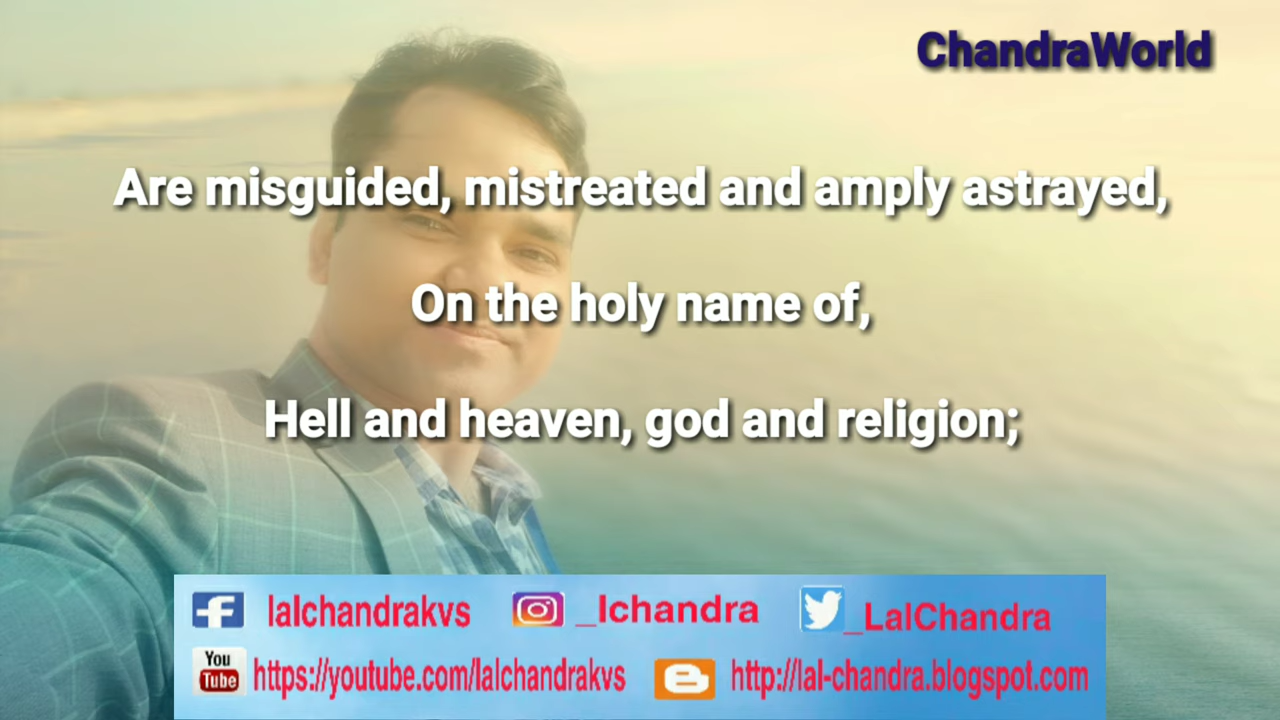 ChandraWorld
Are misguided, mistreated and amply astrayed,
On the holy name of,
Hell and heaven, god and religion;
lalchandrakvs _lchandra _LalChandra
You Tube https://youtube.com/lalchandrakvs http://lal-chandra.blogspot.com